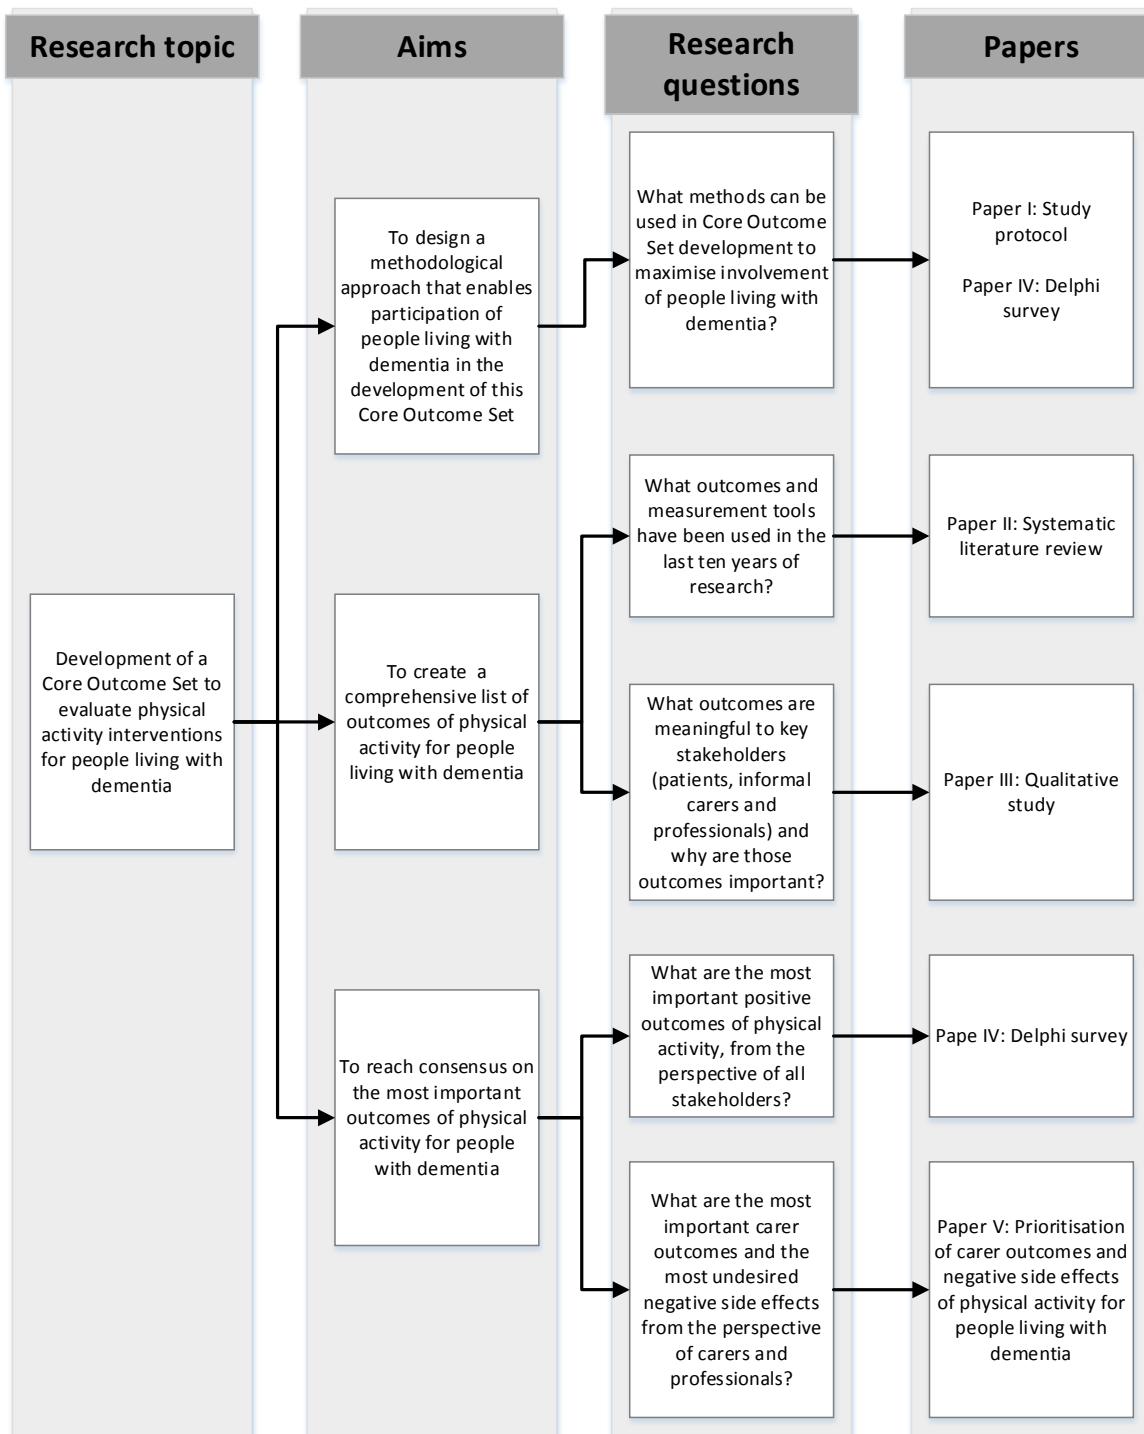 Research topic
Aims
Research
questions
Papers
Development of a
Core Outcome Set to
evaluate physical
activity interventions
for people living with
dementia
To design a
methodological
approach that enables
participation of
people living with
dementia in the
development of this
Core Outcome Set
To create  a
comprehensive list of
outcomes of physical
activity for people
living with dementia
To reach consensus on
the most important
outcomes of physical
activity for people
with dementia
What methods can be
used in Core Outcome
Set development to
maximise involvement
of people living with
dementia?
What outcomes and
measurement tools
have been used in the
last ten years of
research?
What outcomes are
meaningful to key
stakeholders
(patients, informal
carers and
professionals) and
why are those
outcomes important?
What are the most
important positive
outcomes of physical
activity, from the
perspective of all
stakeholders?
What are the most
important carer
outcomes and the
most undesired
negative side effects
from the perspective
of carers and
professionals?
Paper I: Study
protocol
Paper IV: Delphi
survey
Paper II: Systematic
literature review
Paper III: Qualitative
study
Pape IV: Delphi survey
Paper V: Prioritisation
of carer outcomes and
negative side effects
of physical activity for
people living with
dementia